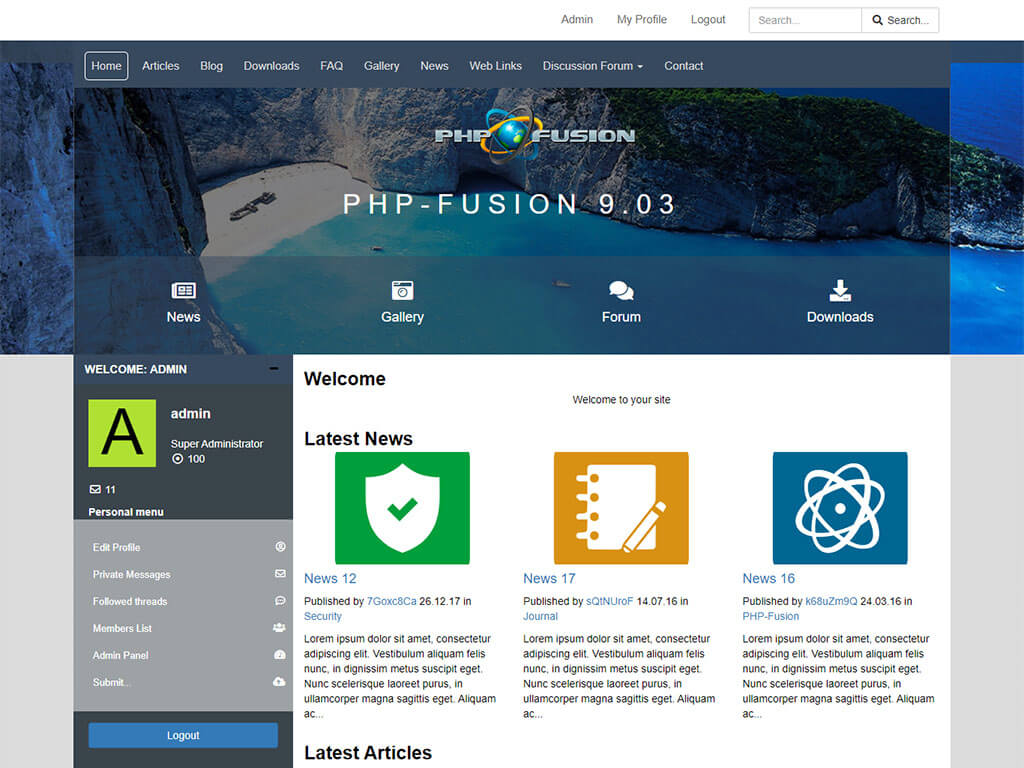 Admin My Profile Logout Search... Search...
Home Articles Blog Downloads FAQ Gallery News Web Links Discussion Forum Contact
PHP FUSION
PHP-FUSION 9.03
News Gallery Forum Downloads
WELCOME: ADMIN
A
admin
Super Administrator
100
11
Personal menu
Edit Profile
Private Messages
Followed threads
Members List
Admin Panel
Submit...
Logout
Welcome
Welcome to your site
Latest News
News 12
Published by 7Goxc8Ca 26.12.17 in
Security
Lorem ipsum dolor sit amet, consectetur
adipiscing elit. Vestibulum aliquam felis
nunc, in dignissim metus suscipit eget.
Nunc scelerisque laoreet purus, in
ullamcorper magna sagittis eget. Aliquam
ac...
News 17
Published by sQtNUroF 14.07.16 in
Journal
Lorem ipsum dolor sit amet, consectetur
adipiscing elit. Vestibulum aliquam felis
nunc, in dignissim metus suscipit eget.
Nunc scelerisque laoreet purus, in
ullamcorper magna sagittis eget. Aliquam
ac...
News 16
Published by k68uZm9Q 24.03.16 in
PHP-Fusion
Lorem ipsum dolor sit amet, consectetur
adipiscing elit. Vestibulum aliquam felis
nunc, in dignissim metus suscipit eget.
Nunc scelerisque laoreet purus, in
ullamcorper magna sagittis eget. Aliquam
ac...
Latest Articles